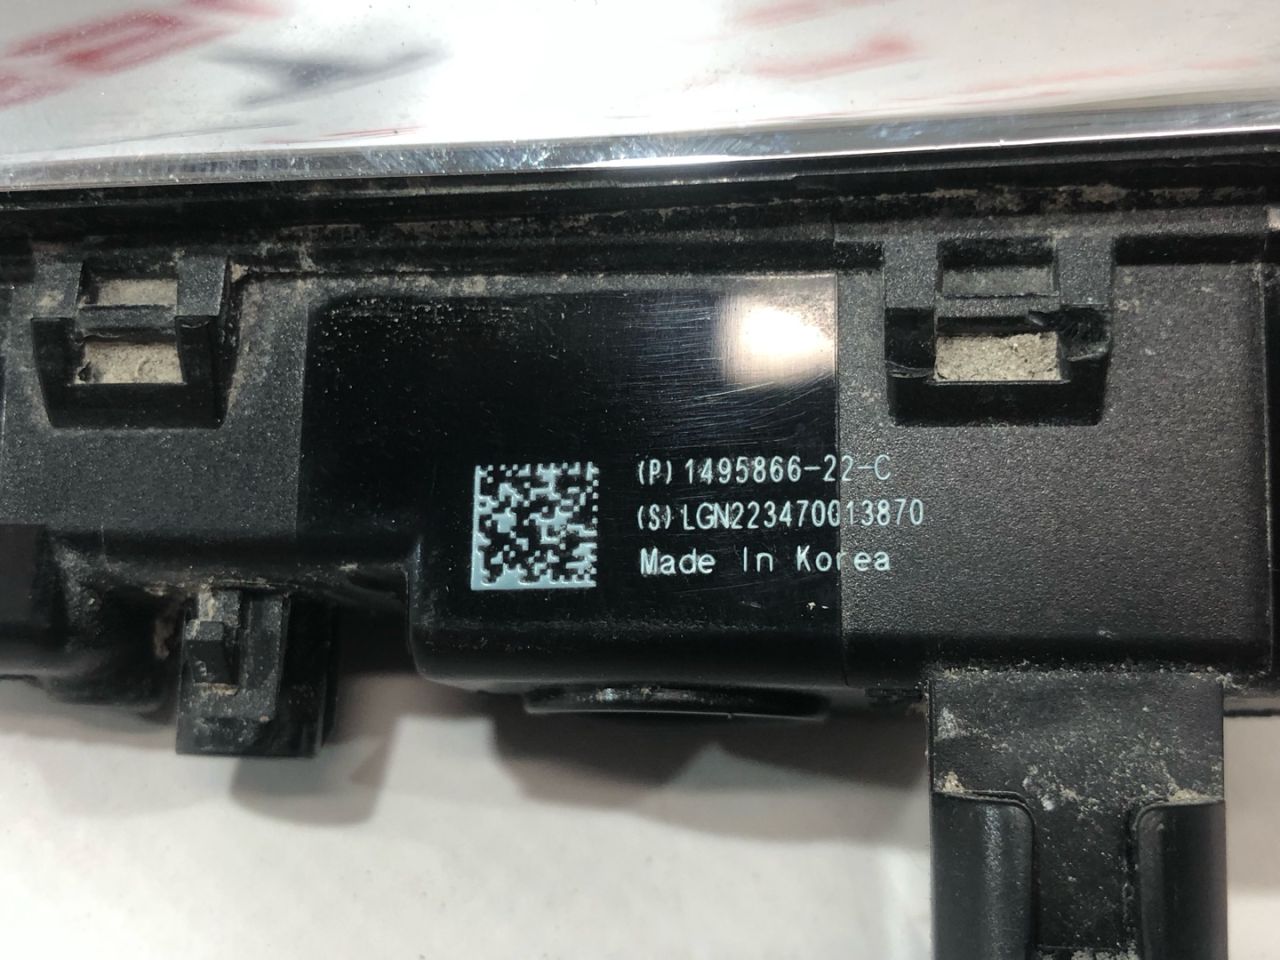 (P) 1495866-22-C
(S) LGN223470013870
Made In Korea